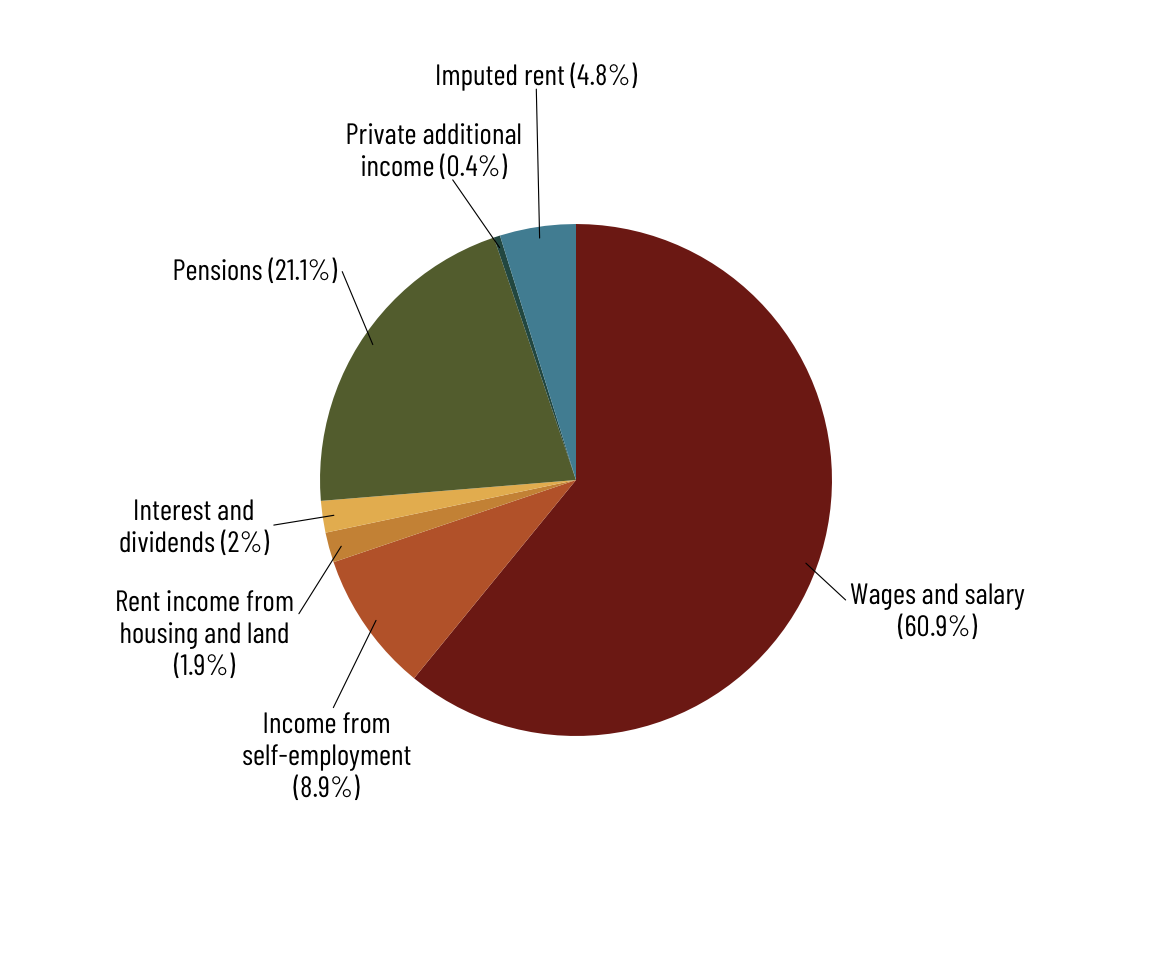 Imputed rent (4.8%)
Private additional
income (0.4%)
Pensions (21.1%)
Interest and
dividends (2%)
Rent income from
housing and land
(1.9%)
Income from
self-employment
(8.9%)
Wages and salary
(60.9%)